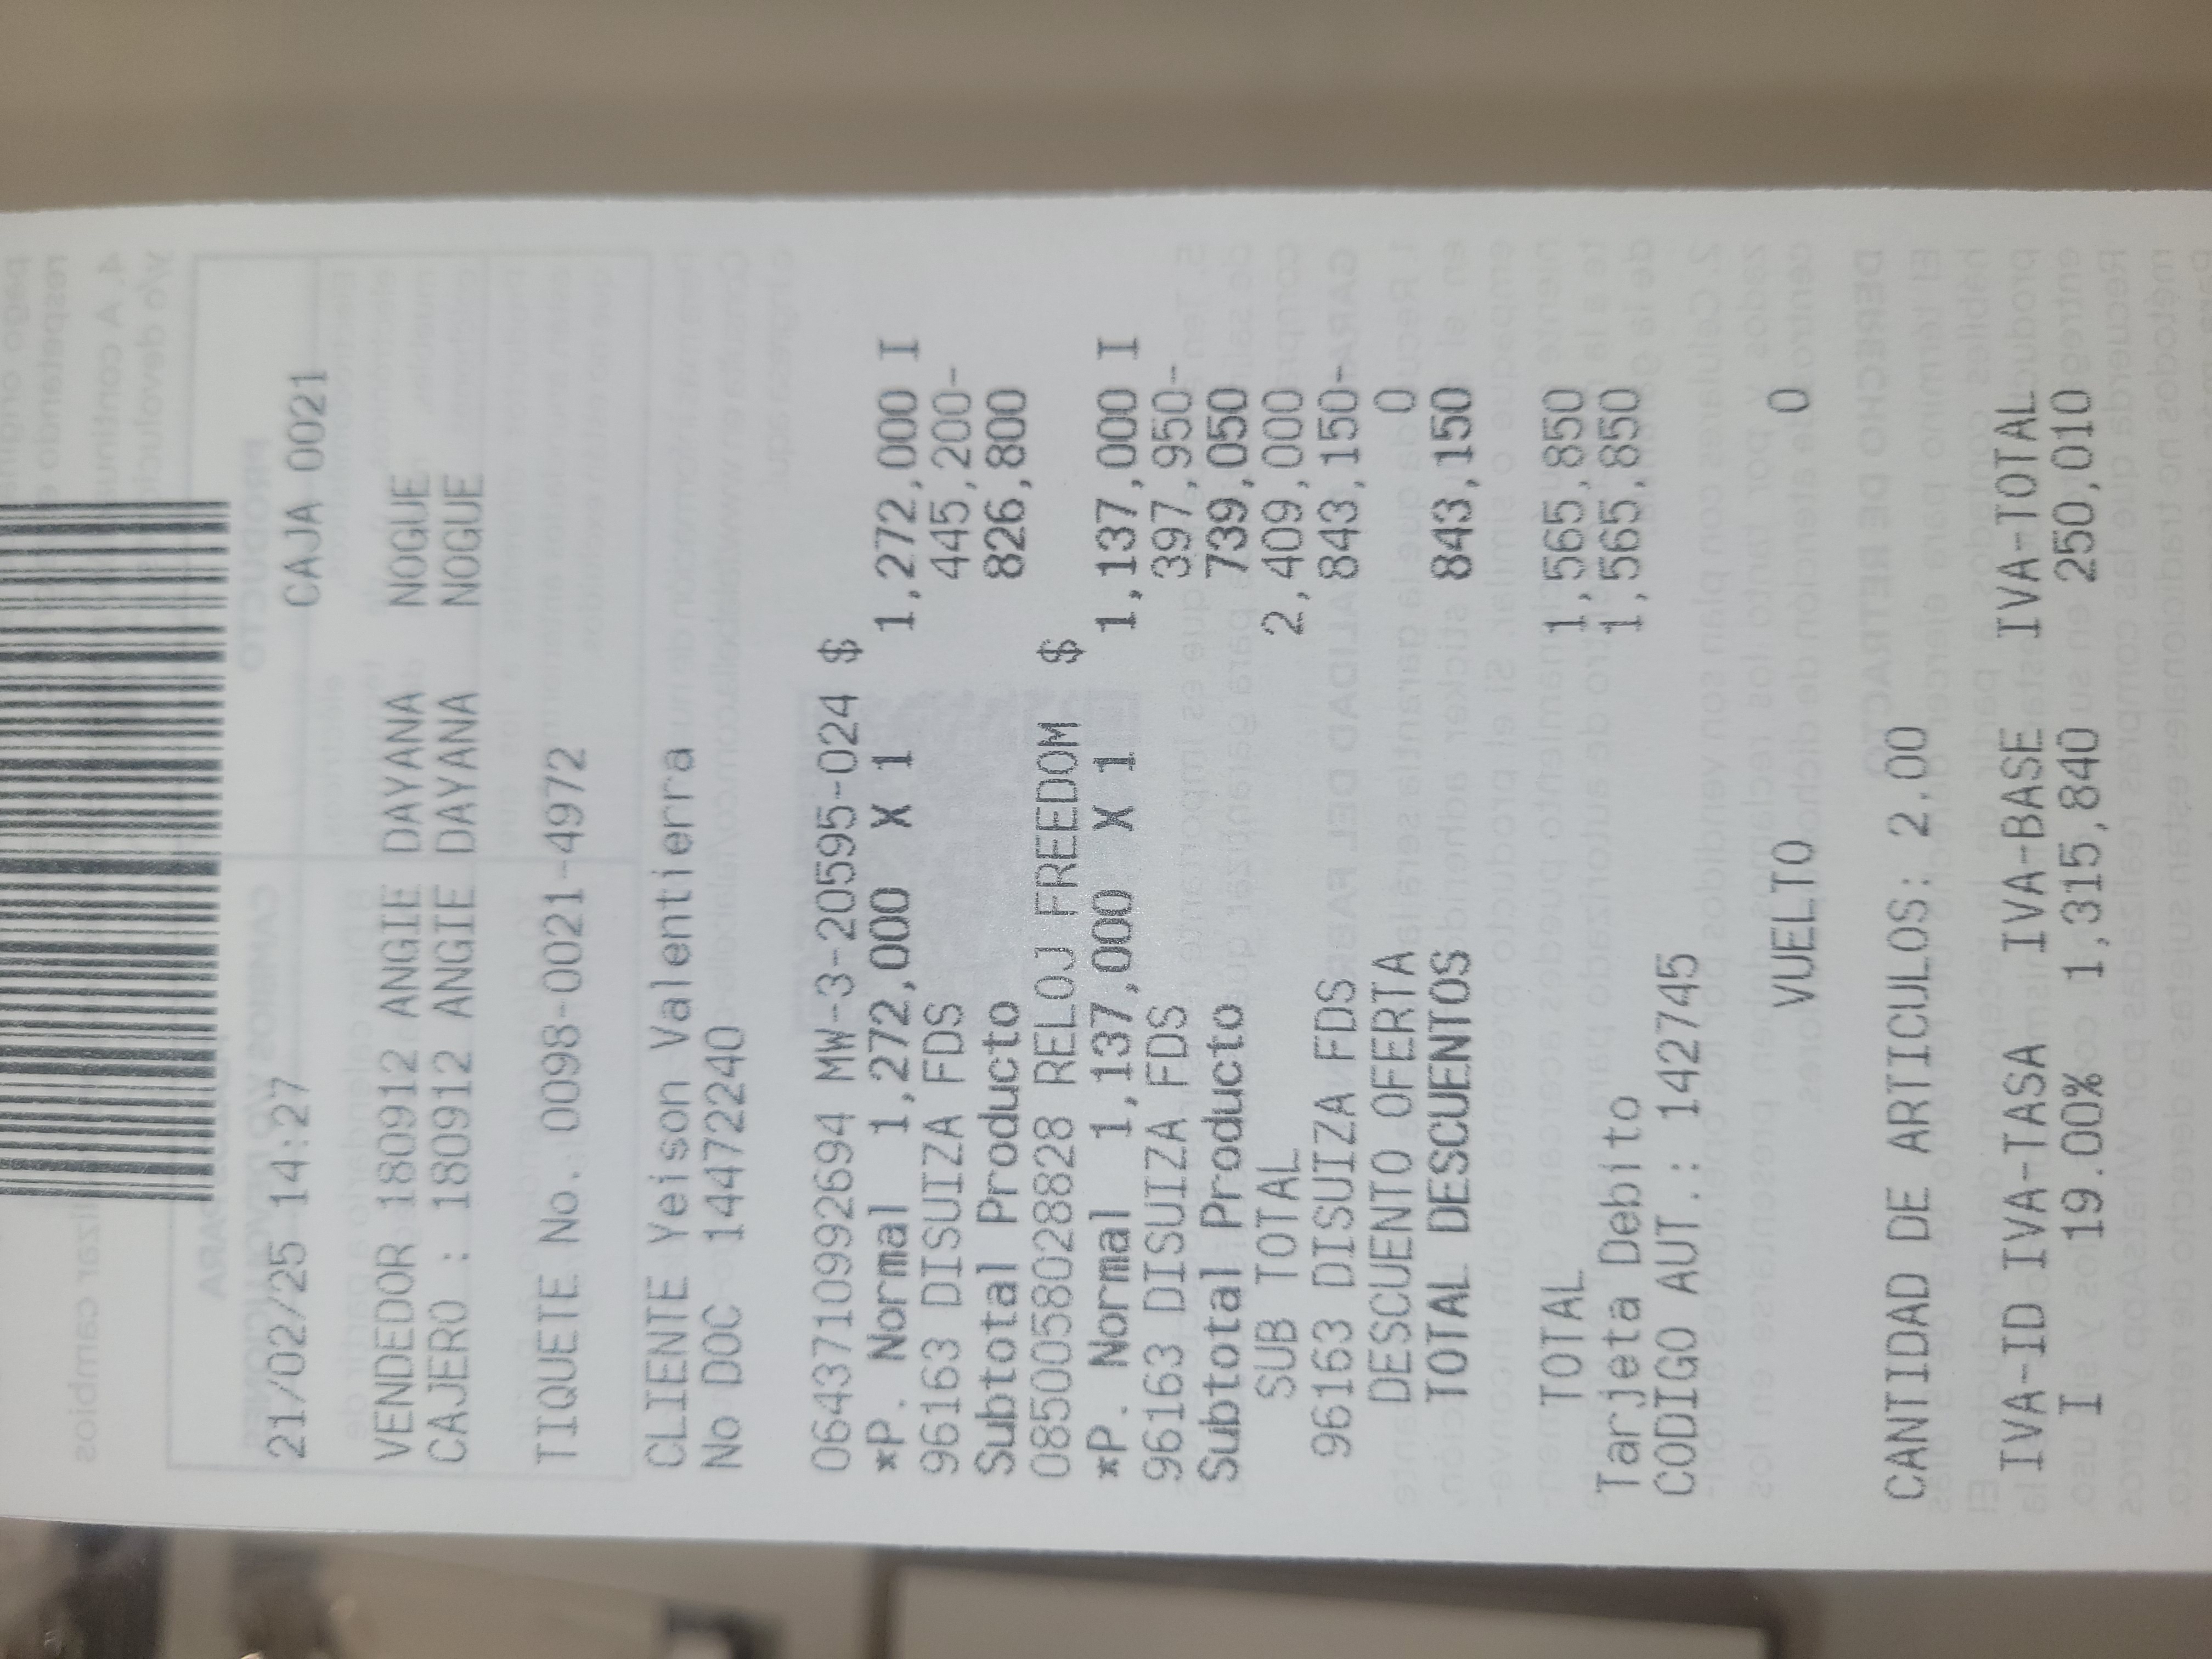 21/02/25 14:27 CAJA 0021
VENDEDOR 180912 ANGIE DAYANA NOGUE
CAJERO : 180912 ANGIE DAYANA NOGUE
TIQUETE No. 0098-0021-4972
CLIENTE Yeison Valentierra
No DOC 14472240
0643710992694 MW-3-20595-024 $
*P. Normal 1,272,000 X 1 1,272,000 I
96163 DISUIZA FDS 445,200-
Subtotal Producto 826,800
0850058028828 RELOJ FREEDOM $
*P. Normal 1,137,000 X 1 1,137,000 I
96163 DISUIZA FDS 397,950-
Subtotal Producto 739,050
SUB TOTAL 2,409,000
96163 DISUIZA FDS 843,150-
DESCUENTO OFERTA 0
TOTAL DESCUENTOS 843,150
TOTAL 1,565,850
Tarjeta Debito 1,565,850
CODIGO AUT.: 142745
VUELTO 0
CANTIDAD DE ARTICULOS: 2.00
IVA-ID IVA-TASA IVA-BASE IVA-TOTAL
I 19.00% 1,315,840 250,010